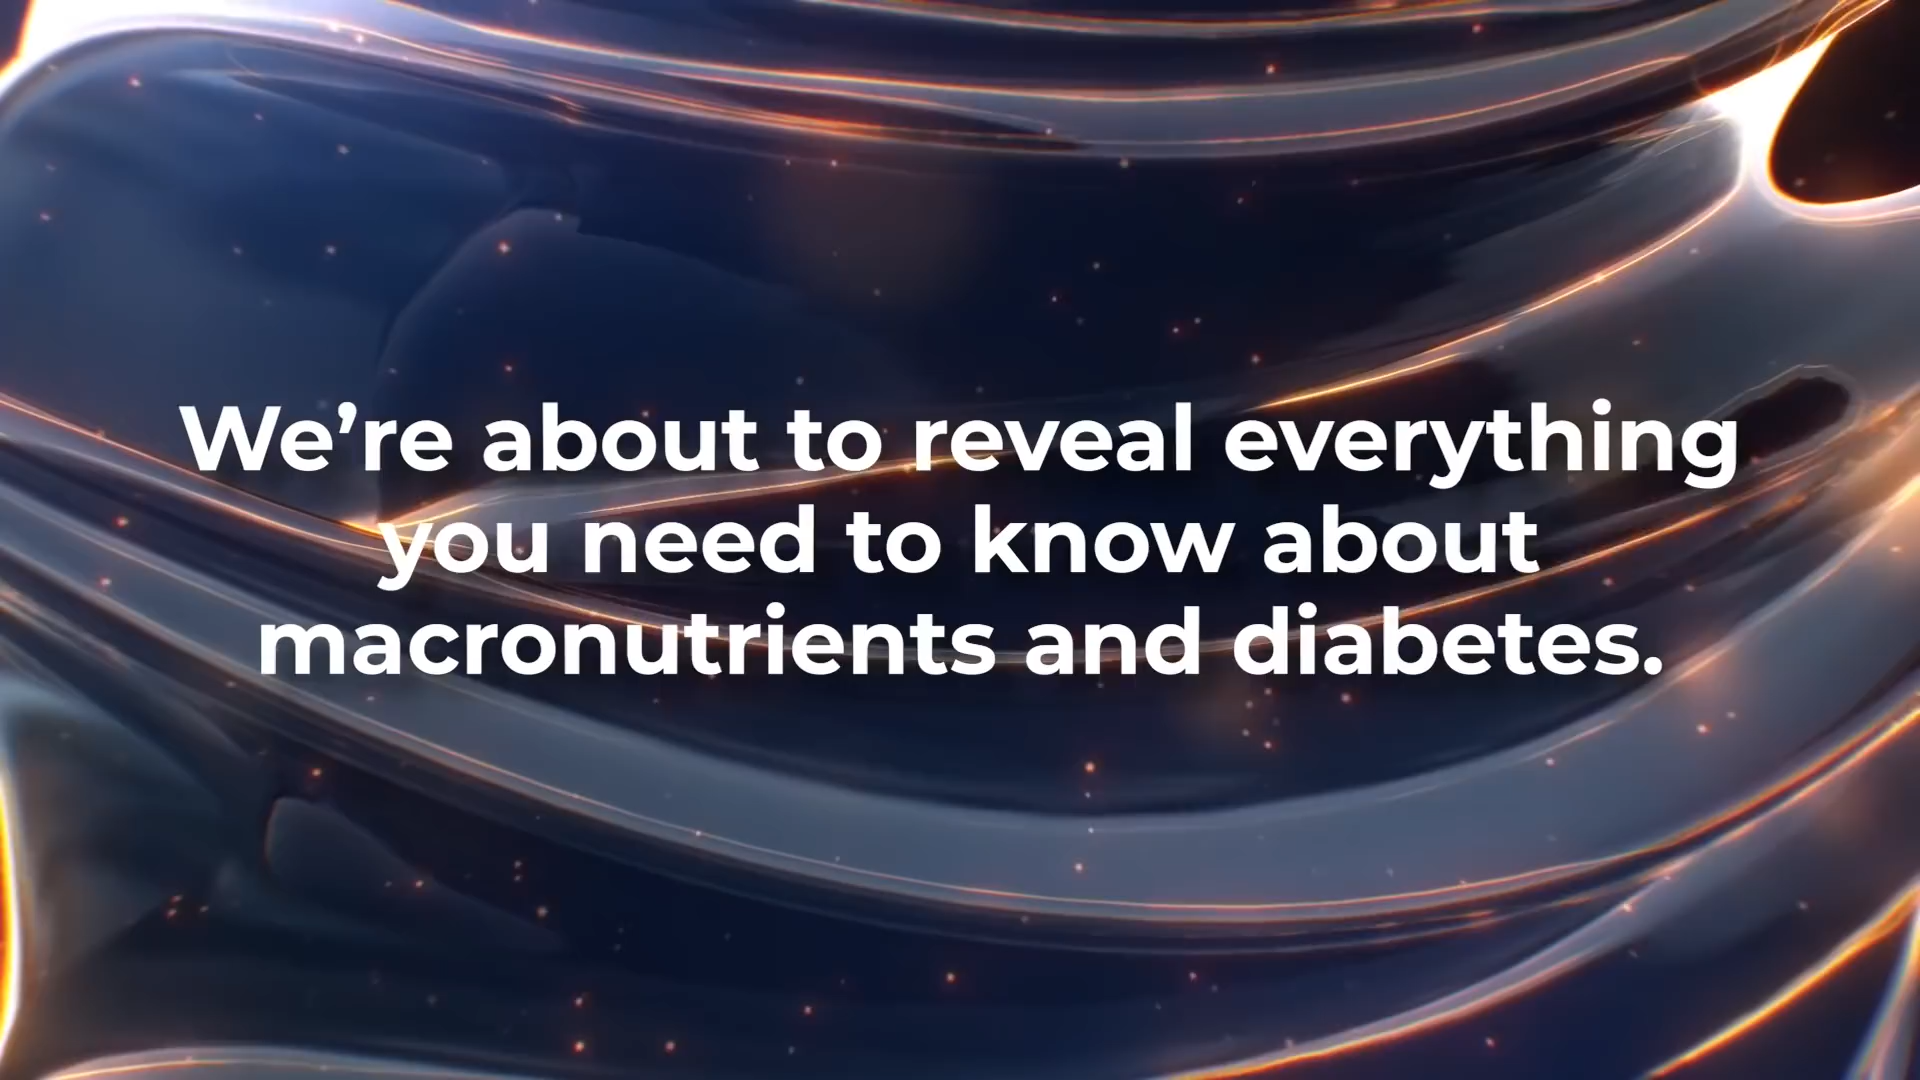 We’re about to reveal everything
you need to know about
macronutrients and diabetes.